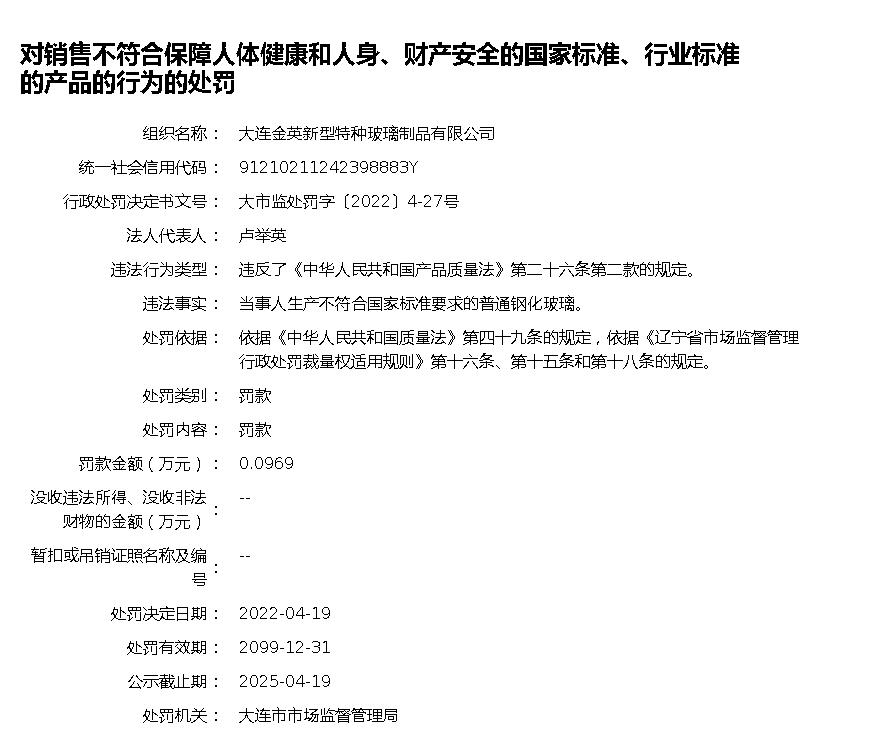 对销售不符合保障人体健康和人身、财产安全的国家标准、行业标准
的产品的行为的处罚
组织名称： 大连金英新型特种玻璃制品有限公司
统一社会信用代码： 91210211242398883Y
行政处罚决定书文号： 大市监处罚字〔2022〕4-27号
法人代表人： 卢举英
违法行为类型： 违反了《中华人民共和国产品质量法》第二十六条第二款的规定。
违法事实： 当事人生产不符合国家标准要求的普通钢化玻璃。
处罚依据： 依据《中华人民共和国质量法》第四十九条的规定，依据《辽宁省市场监督管理
行政处罚裁量权适用规则》第十六条、第十五条和第十八条的规定。
处罚类别： 罚款
处罚内容： 罚款
罚款金额（万元）： 0.0969
没收违法所得、没收非法
财物的金额（万元）： --
暂扣或吊销证照名称及编
号： --
处罚决定日期： 2022-04-19
处罚有效期： 2099-12-31
公示截止期： 2025-04-19
处罚机关： 大连市市场监督管理局